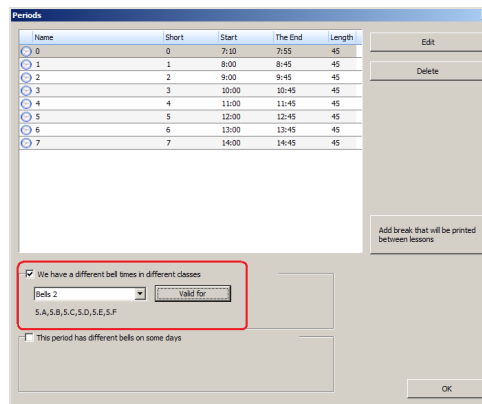 Periods
Name Short Start The End Length
0 0 7:10 7:55 45
1 1 8:00 8:45 45
2 2 9:00 9:45 45
3 3 10:00 10:45 45
4 4 11:00 11:45 45
5 5 12:00 12:45 45
6 6 13:00 13:45 45
7 7 14:00 14:45 45
Edit
Delete
Add break that will be printed
between lessons
We have a different bell times in different classes
Bells 2 Valid for
5.A,5.B,5.C,5.D,5.E,5.F
This period has different bells on some days
OK